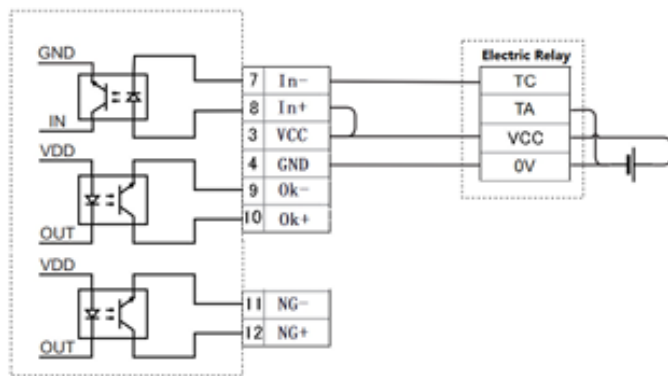 GND
IN
VDD
OUT
VDD
OUT
7 In-
8 In+
3 VCC
4 GND
9 Ok-
10 Ok+
11 NG-
12 NG+
Electric Relay
TC
TA
VCC
0V